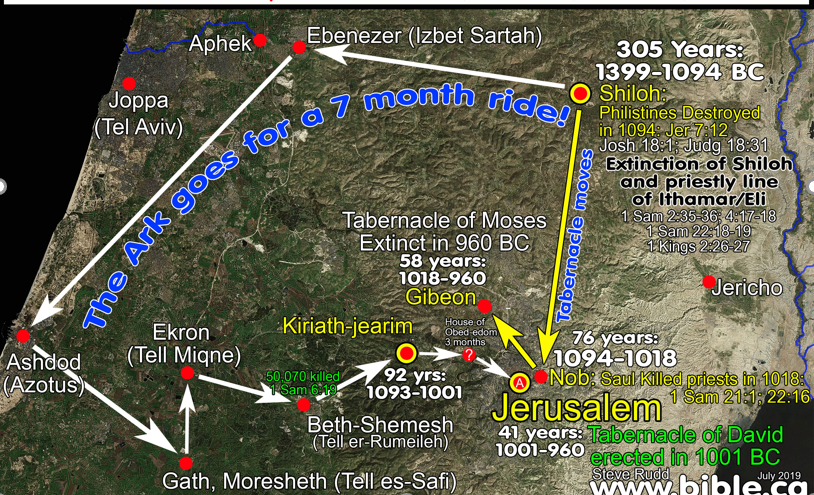 Aphek
Ebenezer (Izbet Sartah)
305 Years:
1399-1094 BC
Joppa
(Tel Aviv)
The Ark goes for a 7 month ride!
Shiloh:
Philistines Destroyed
in 1094: Jer 7:12
Josh 18:1; Judg 18:31
Extinction of Shiloh
and priestly line
of Ithamar/Eli
1 Sam 2:35-36; 4:17-18
1 Sam 22:18-19
1 Kings 2:26-27
Tabernacle moves
Tabernacle of Moses
Extinct in 960 BC
58 years:
1018-960
Gibeon
Jericho
Kiriath-jearim
House of
Obed-edom
3 months
?
Ekron
(Tell Miqne)
76 years:
1094-1018
Ashdod
(Azotus)
50,070 killed
1 Sam 6:19
92 yrs:
1093-1001
A
Nob: Saul Killed priests in 1018:
1 Sam 21:1; 22:16
Jerusalem
Beth-Shemesh
(Tell er-Rumeileh)
41 years:
1001-960
Tabernacle of David
erected in 1001 BC
Gath, Moresheth (Tell es-Safi)
Steve Rudd
July 2019
www.bible.ca